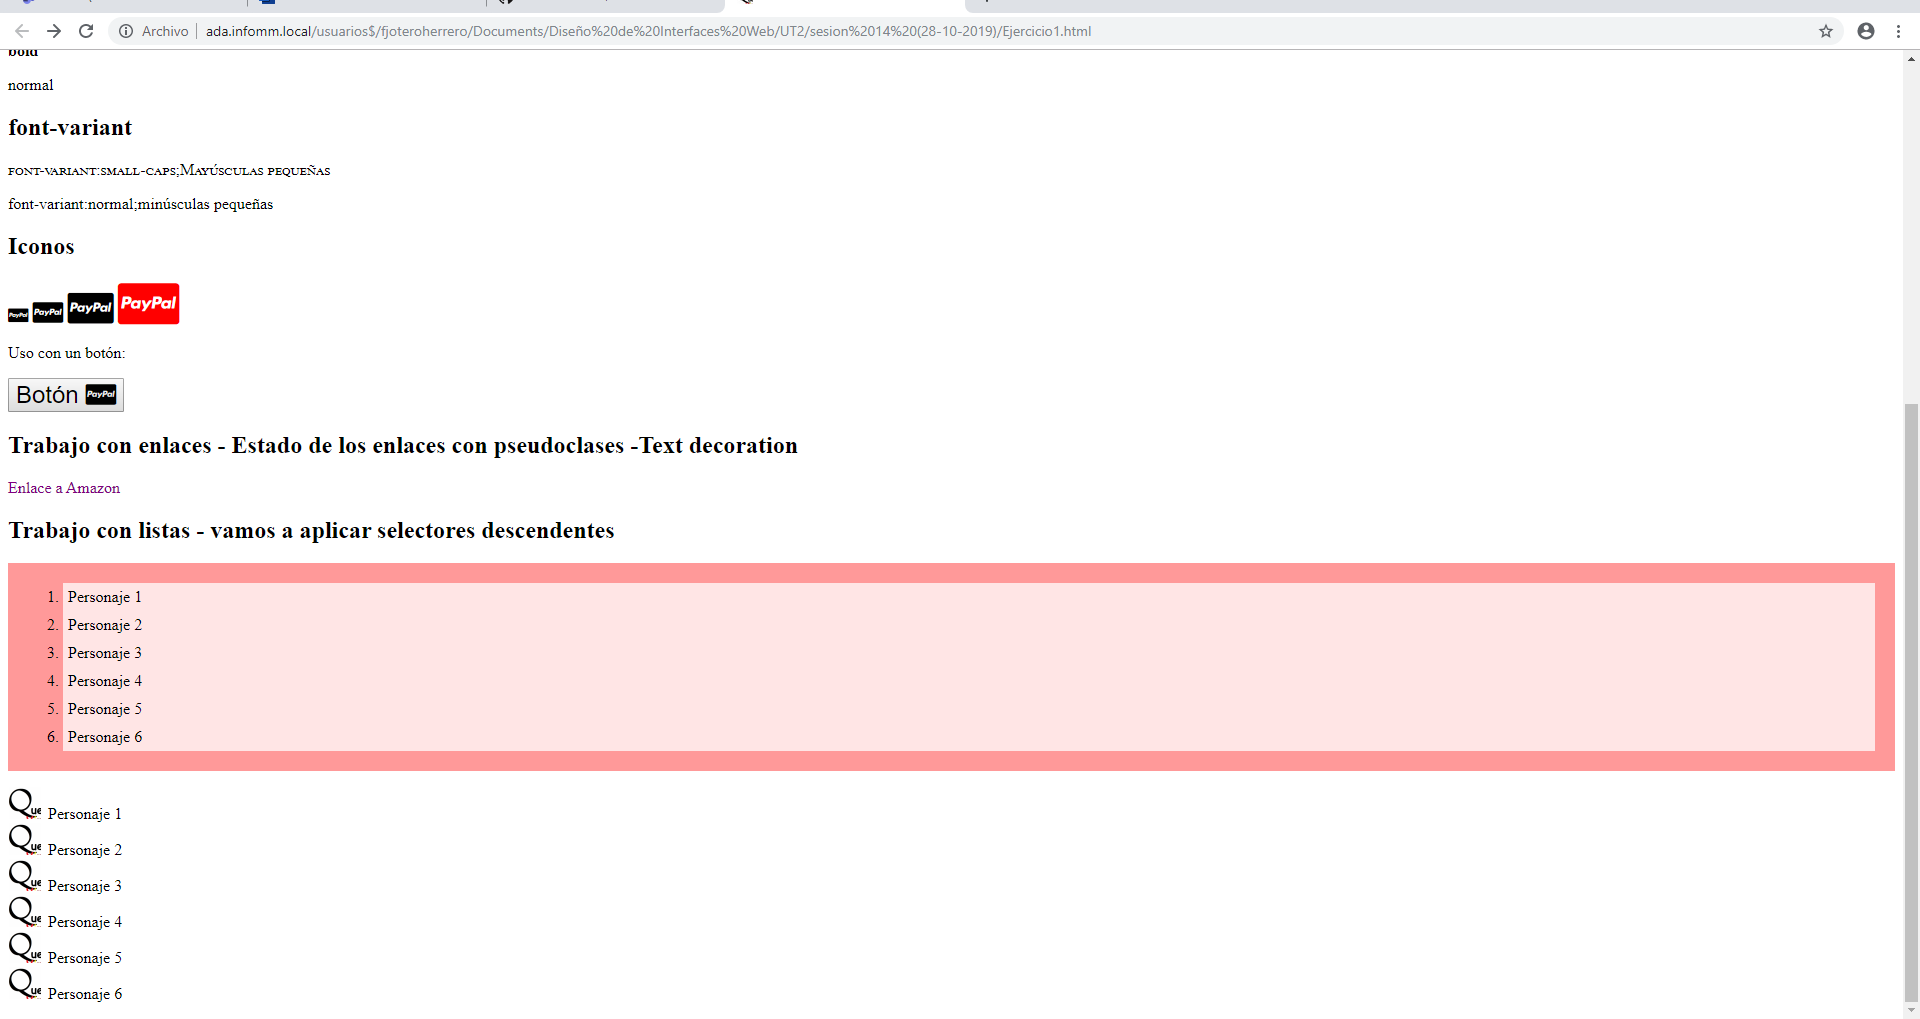 Archivo | ada.infomm.local/usuarios$/fjoteroherrero/Documents/Diseño%20de%20Interfaces%20Web/UT2/sesion%2014%20(28-10-2019)/Ejercicio1.html
bold
normal
font-variant
font-variant:small-caps;Mayúsculas pequeñas
font-variant:normal;minúsculas pequeñas
Iconos
PayPal PayPal PayPal PayPal
Uso con un botón:
Botón PayPal
Trabajo con enlaces - Estado de los enlaces con pseudoclases -Text decoration
Enlace a Amazon
Trabajo con listas - vamos a aplicar selectores descendentes
1. Personaje 1
2. Personaje 2
3. Personaje 3
4. Personaje 4
5. Personaje 5
6. Personaje 6
Que Personaje 1
Que Personaje 2
Que Personaje 3
Que Personaje 4
Que Personaje 5
Que Personaje 6